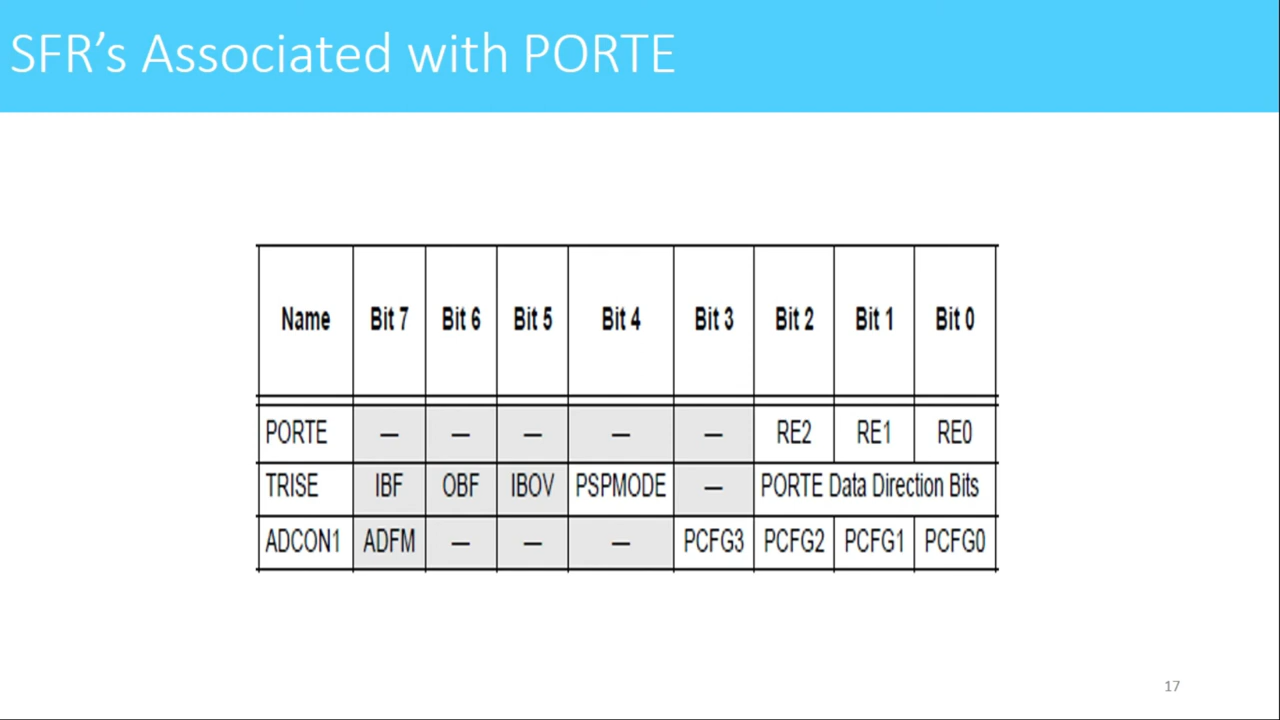 SFR’s Associated with PORTE
Name Bit 7 Bit 6 Bit 5 Bit 4 Bit 3 Bit 2 Bit 1 Bit 0
PORTE — — — — — RE2 RE1 RE0
TRISE IBF OBF IBOV PSPMODE — PORTE Data Direction Bits
ADCON1 ADFM — — — PCFG3 PCFG2 PCFG1 PCFG0
17